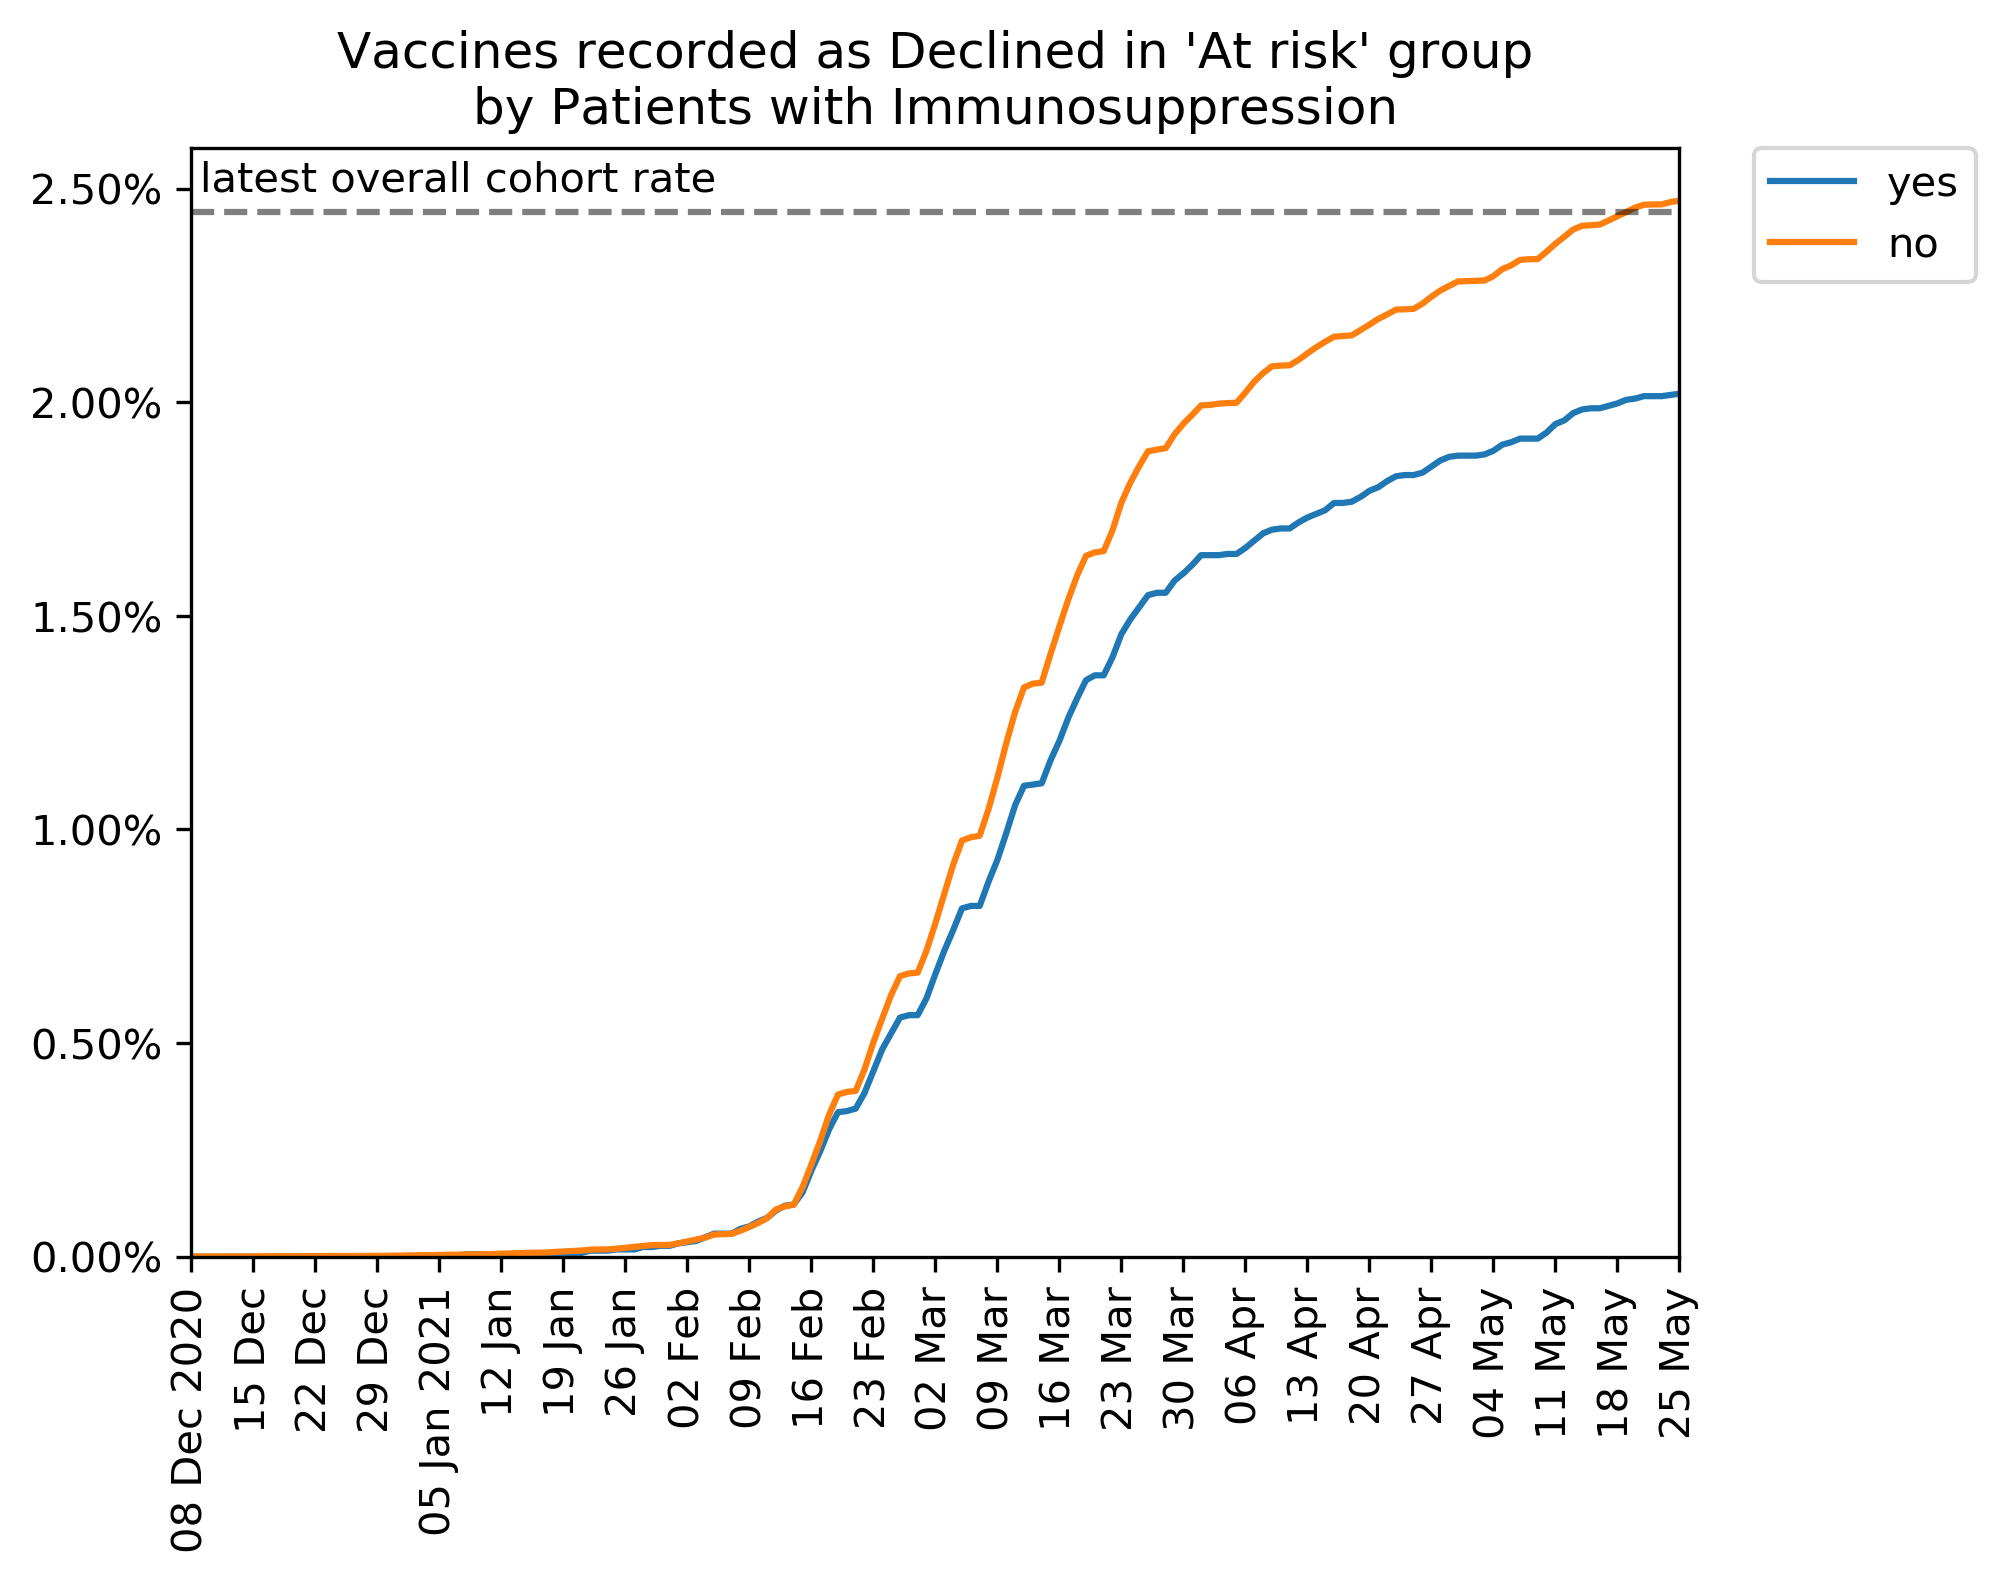 Vaccines recorded as Declined in 'At risk' group
by Patients with Immunosuppression
latest overall cohort rate
yes
no
2.50%
2.00%
1.50%
1.00%
0.50%
0.00%
08 Dec 2020
15 Dec
22 Dec
29 Dec
05 Jan 2021
12 Jan
19 Jan
26 Jan
02 Feb
09 Feb
16 Feb
23 Feb
02 Mar
09 Mar
16 Mar
23 Mar
30 Mar
06 Apr
13 Apr
20 Apr
27 Apr
04 May
11 May
18 May
25 May